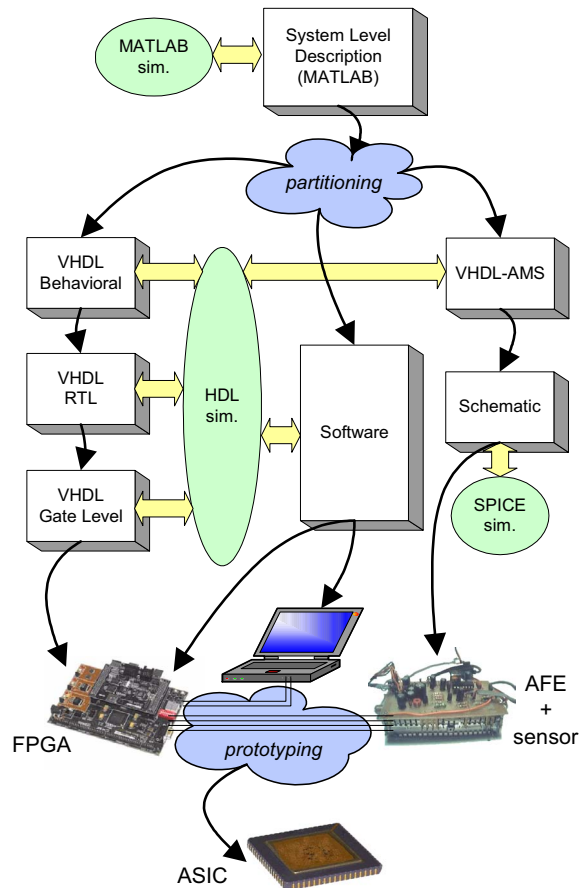 MATLAB
sim.
System Level
Description
(MATLAB)
partitioning
VHDL
Behavioral
VHDL-AMS
VHDL
RTL
HDL
sim.
Software
Schematic
VHDL
Gate Level
SPICE
sim.
AFE
+
sensor
FPGA
prototyping
ASIC